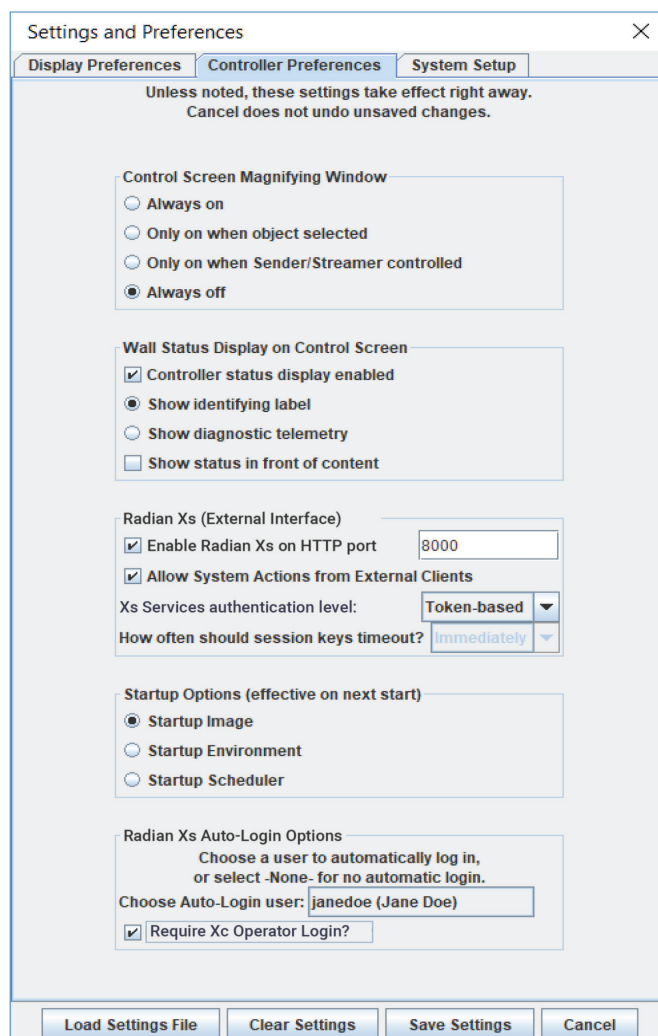 Settings and Preferences
Display Preferences
Controller Preferences
System Setup
Unless noted, these settings take effect right away.
Cancel does not undo unsaved changes.
Control Screen Magnifying Window
Always on
Only on when object selected
Only on when Sender/Streamer controlled
Always off
Wall Status Display on Control Screen
Controller status display enabled
Show identifying label
Show diagnostic telemetry
Show status in front of content
Radian Xs (External Interface)
Enable Radian Xs on HTTP port 8000
Allow System Actions from External Clients
Xs Services authentication level: Token-based
How often should session keys timeout? Immediately
Startup Options (effective on next start)
Startup Image
Startup Environment
Startup Scheduler
Radian Xs Auto-Login Options
Choose a user to automatically log in,
or select -None- for no automatic login.
Choose Auto-Login user: janedoe (Jane Doe)
Require Xc Operator Login?
Load Settings File
Clear Settings
Save Settings
Cancel